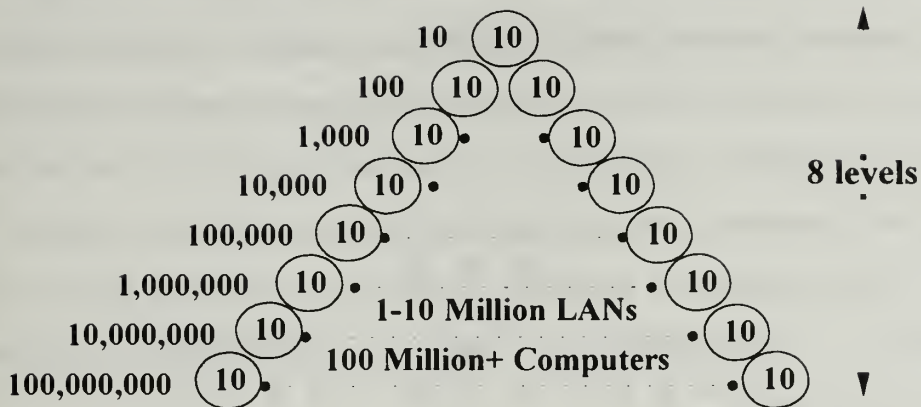 10 10
100 10 10
1,000 10 10
10,000 10 10
8 levels
100,000 10 10
1,000,000 10 10
1-10 Million LANs
10,000,000 10 10
100 Million+ Computers
100,000,000 10 10